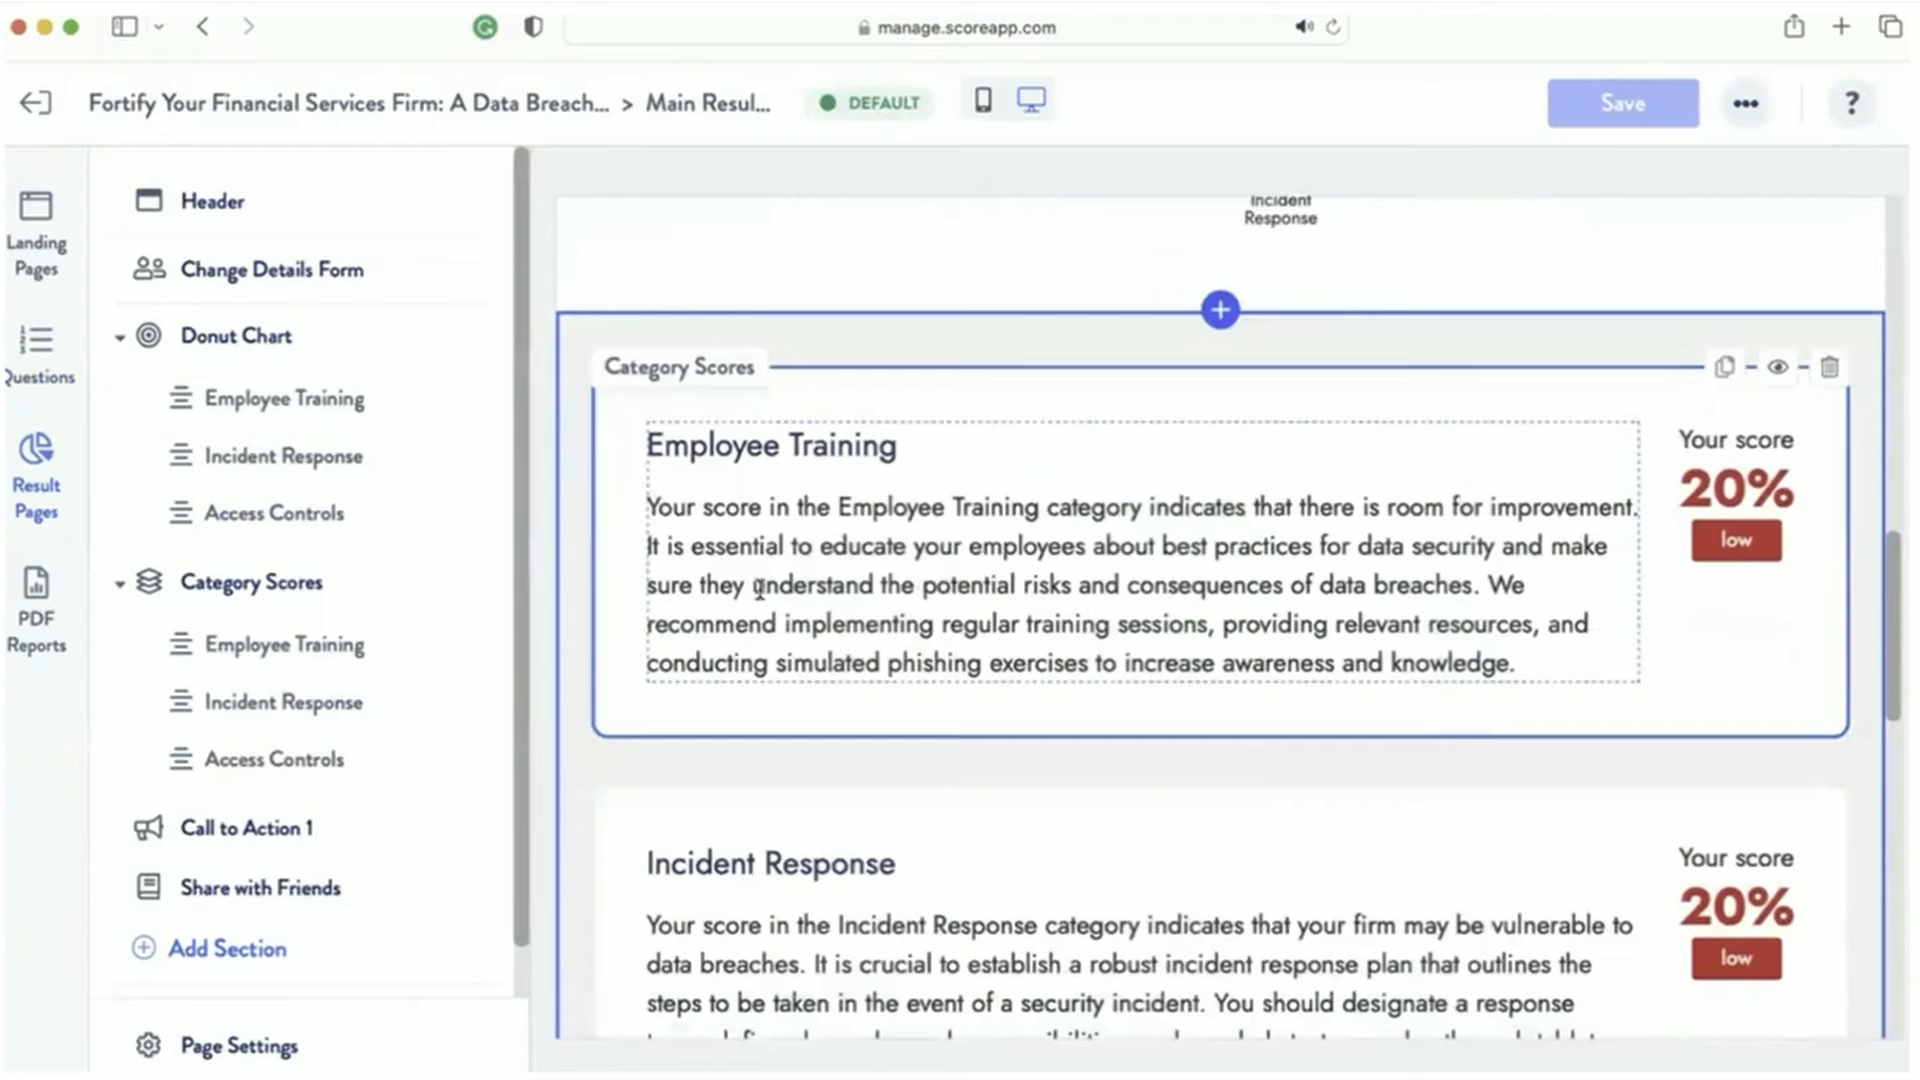 manage.scoreapp.com
Fortify Your Financial Services Firm: A Data Breach... > Main Resul...
DEFAULT
Save
?
Landing
Pages
Questions
Result
Pages
PDF
Reports
Header
Change Details Form
Donut Chart
Employee Training
Incident Response
Access Controls
Category Scores
Employee Training
Incident Response
Access Controls
Call to Action 1
Share with Friends
Add Section
Page Settings
Incident
Response
Category Scores
Employee Training
Your score in the Employee Training category indicates that there is room for improvement.
It is essential to educate your employees about best practices for data security and make
sure they understand the potential risks and consequences of data breaches. We
recommend implementing regular training sessions, providing relevant resources, and
conducting simulated phishing exercises to increase awareness and knowledge.
Your score
20%
low
Incident Response
Your score in the Incident Response category indicates that your firm may be vulnerable to
data breaches. It is crucial to establish a robust incident response plan that outlines the
steps to be taken in the event of a security incident. You should designate a response
Your score
20%
low